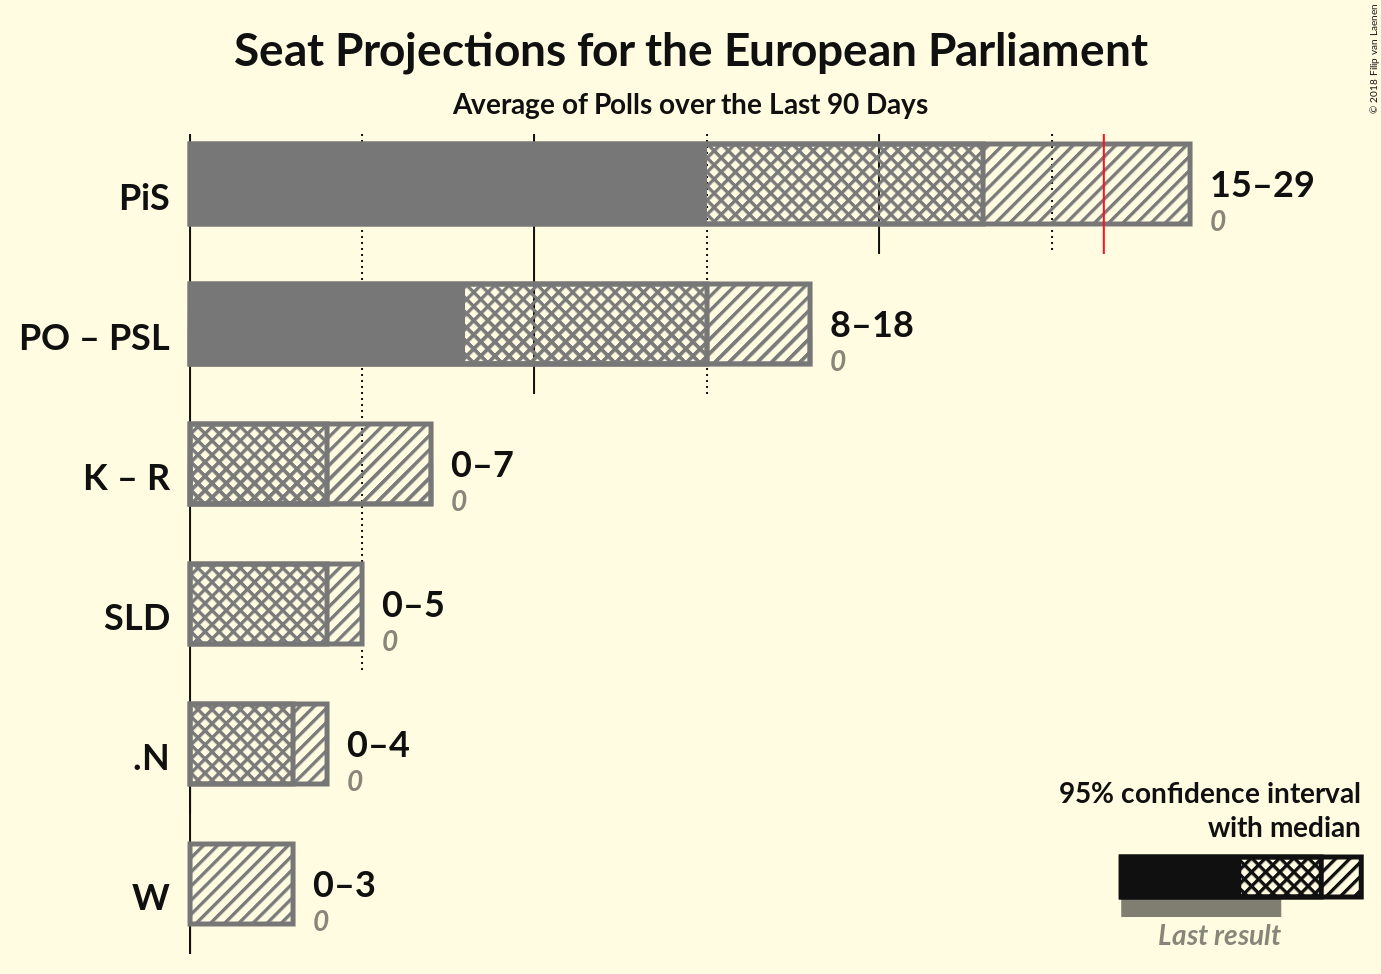 Seat Projections for the European Parliament
Average of Polls over the Last 90 Days
© 2018 Filip van Laenen
PiS
15–29
0
PO – PSL
8–18
0
K – R
0–7
0
SLD
0–5
0
.N
0–4
0
W
0–3
0
95% confidence interval
with median
Last result